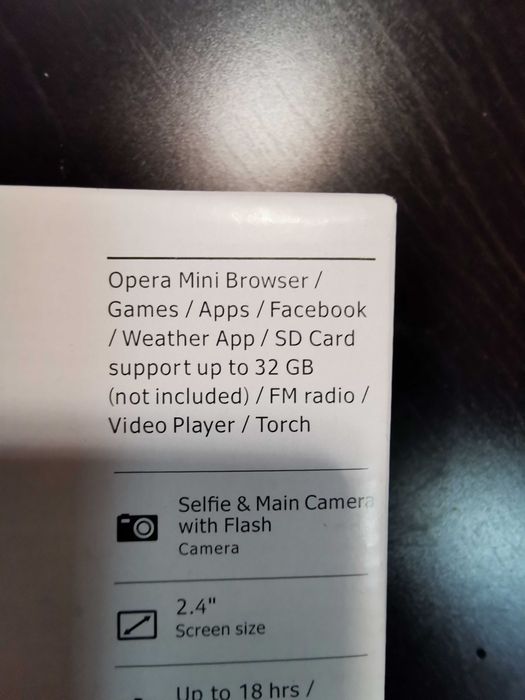 Opera Mini Browser /
Games / Apps / Facebook
/ Weather App / SD Card
support up to 32 GB
(not included) / FM radio /
Video Player / Torch
Selfie & Main Camera
with Flash
Camera
2.4"
Screen size
Up to 18 hrs /